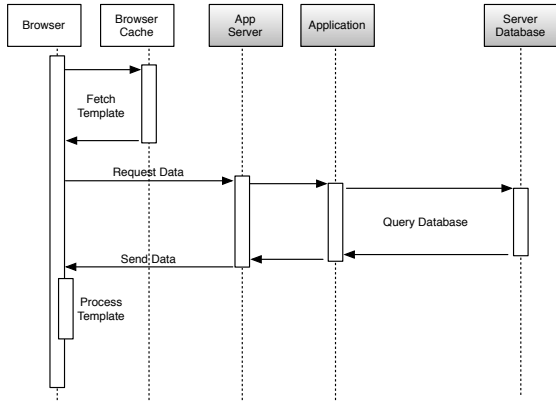 Browser
Browser
Cache
App
Server
Application
Server
Database
Fetch
Template
Request Data
Query Database
Send Data
Process
Template